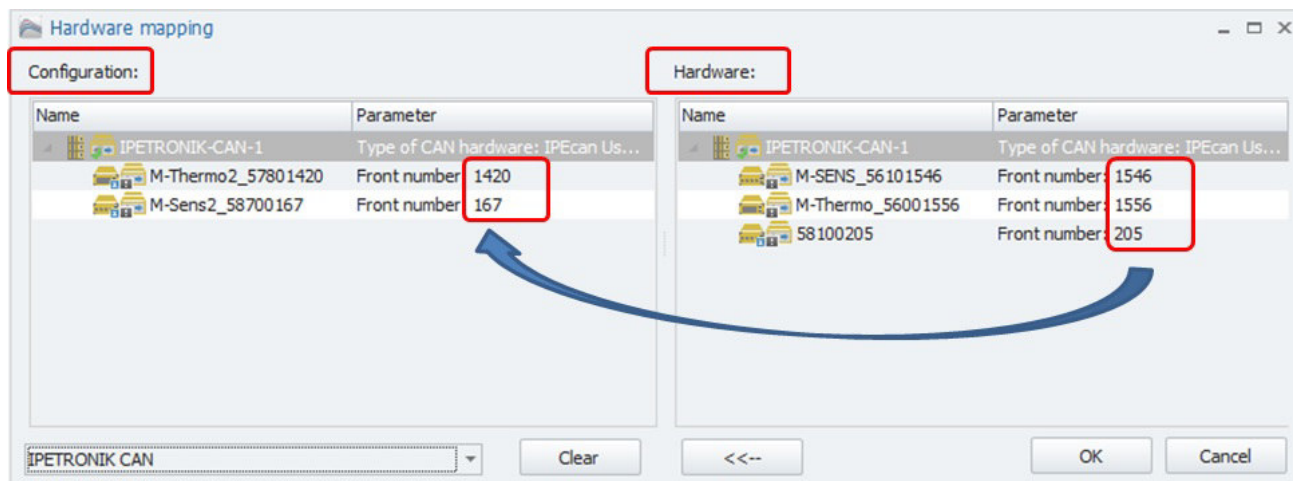 Hardware mapping
Configuration:
Hardware:
Name Parameter
IPETRONIK-CAN-1 Type of CAN hardware: IPEcan Us...
M-Thermo2_57801420 Front number 1420
M-Sens2_58700167 Front number 167
Name Parameter
IPETRONIK-CAN-1 Type of CAN hardware: IPEcan Us...
M-SENS_56101546 Front number: 1546
M-Thermo_56001556 Front number: 1556
58100205 Front number: 205
IPETRONIK CAN
Clear
<<--
OK
Cancel